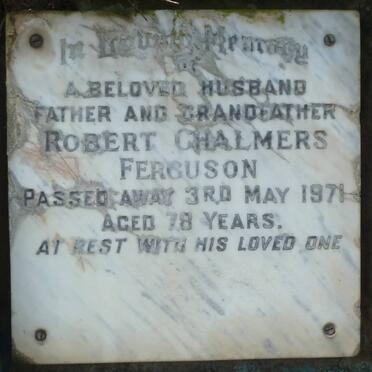 In Loving Memory
OF
A BELOVED HUSBAND
FATHER AND GRANDFATHER
ROBERT CHALMERS
FERGUSON
PASSED AWAY 3RD MAY 1971
AGED 78 YEARS.
AT REST WITH HIS LOVED ONE